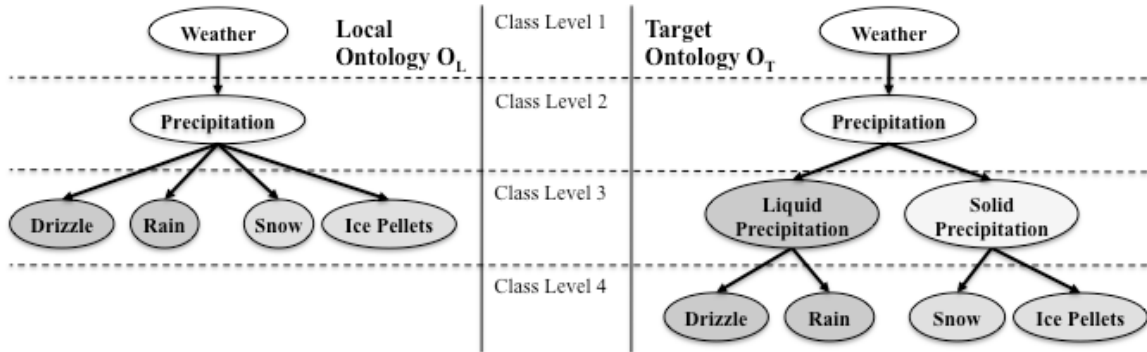 Weather
Local
Ontology O_L
Class Level 1
Target
Ontology O_T
Weather
Precipitation
Class Level 2
Precipitation
Drizzle
Rain
Snow
Ice Pellets
Class Level 3
Liquid
Precipitation
Solid
Precipitation
Class Level 4
Drizzle
Rain
Snow
Ice Pellets